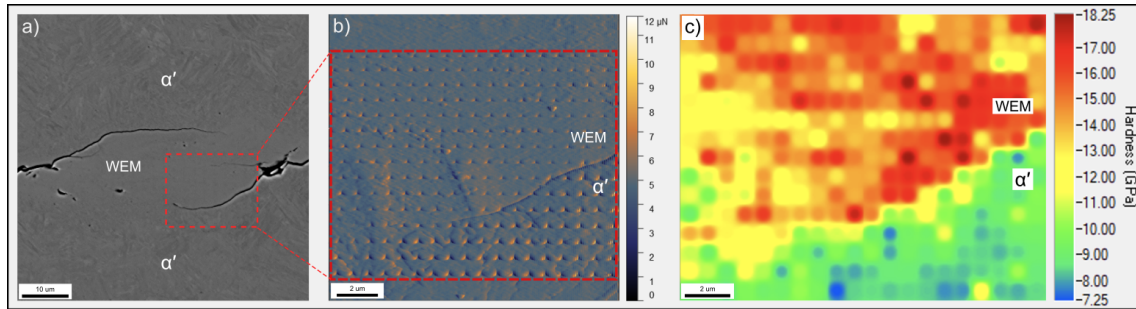 a)
α′
WEM
α′
10 um
b)
WEM
α′
2 um
12 μN
11
10
9
8
7
6
5
4
3
2
1
0
c)
WEM
α′
2 um
18.25
17.00
16.00
15.00
14.00
13.00
12.00
11.00
10.00
9.00
8.00
7.25
Hardness [GPa]